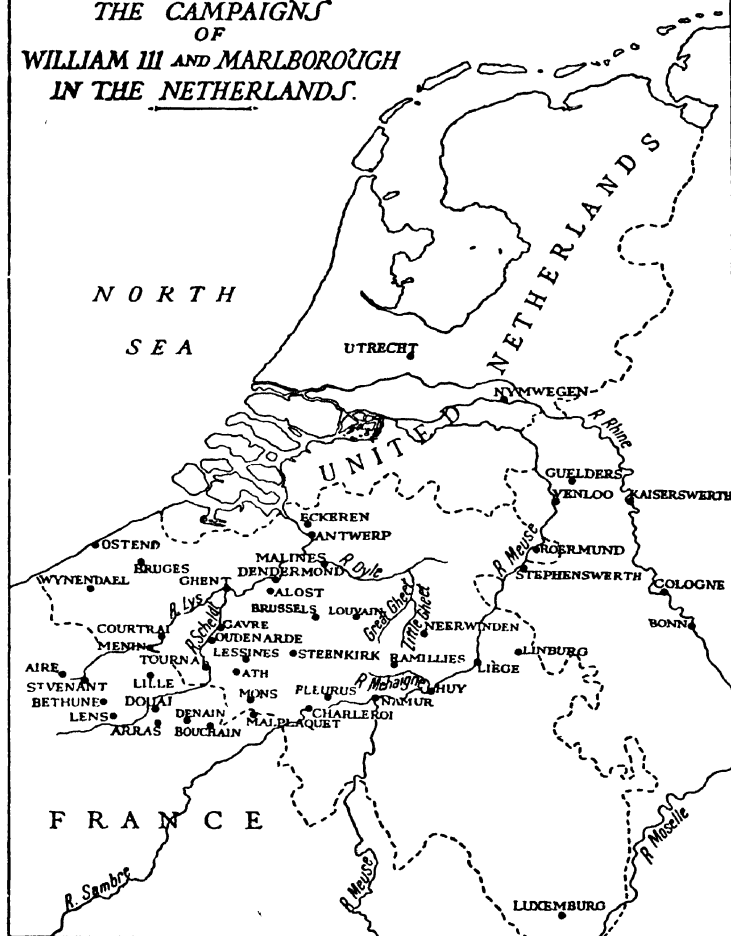 THE CAMPAIGNS
OF
WILLIAM III AND MARLBOROUGH
IN THE NETHERLANDS.
NORTH
SEA
UNITED NETHERLANDS
UTRECHT
NYMWEGEN
R. Rhine
GUELDERS
VENLOO
KAISERSWERTH
ECKEREN
ANTWERP
OSTEND
BRUGES
MALINES
R. Dyle
R. Meuse
ROERMUND
WYNENDAEL
GHENT
DENDERMOND
STEPHENSWERTH
ALOST
COLOGNE
R. Lys
BRUSSELS
LOUVAIN
Great Gheet
Little Gheet
R. Scheldt
GAVRE
NEERWINDEN
BONN
COURTRAI
OUDENARDE
MENIN
LESSINES
STEENKIRK
LINBURG
TOURNAI
RAMILLIES
LIEGE
AIRE
ATH
ST VENANT
LILLE
R. Mehaigne
HUY
BETHUNE
DOUAI
MONS
FLEURUS
NAMUR
LENS
DENAIN
MALPLAQUET
CHARLEROI
ARRAS
BOUCHAIN
FRANCE
R. Moselle
R. Sambre
R. Meuse
LUXEMBURG